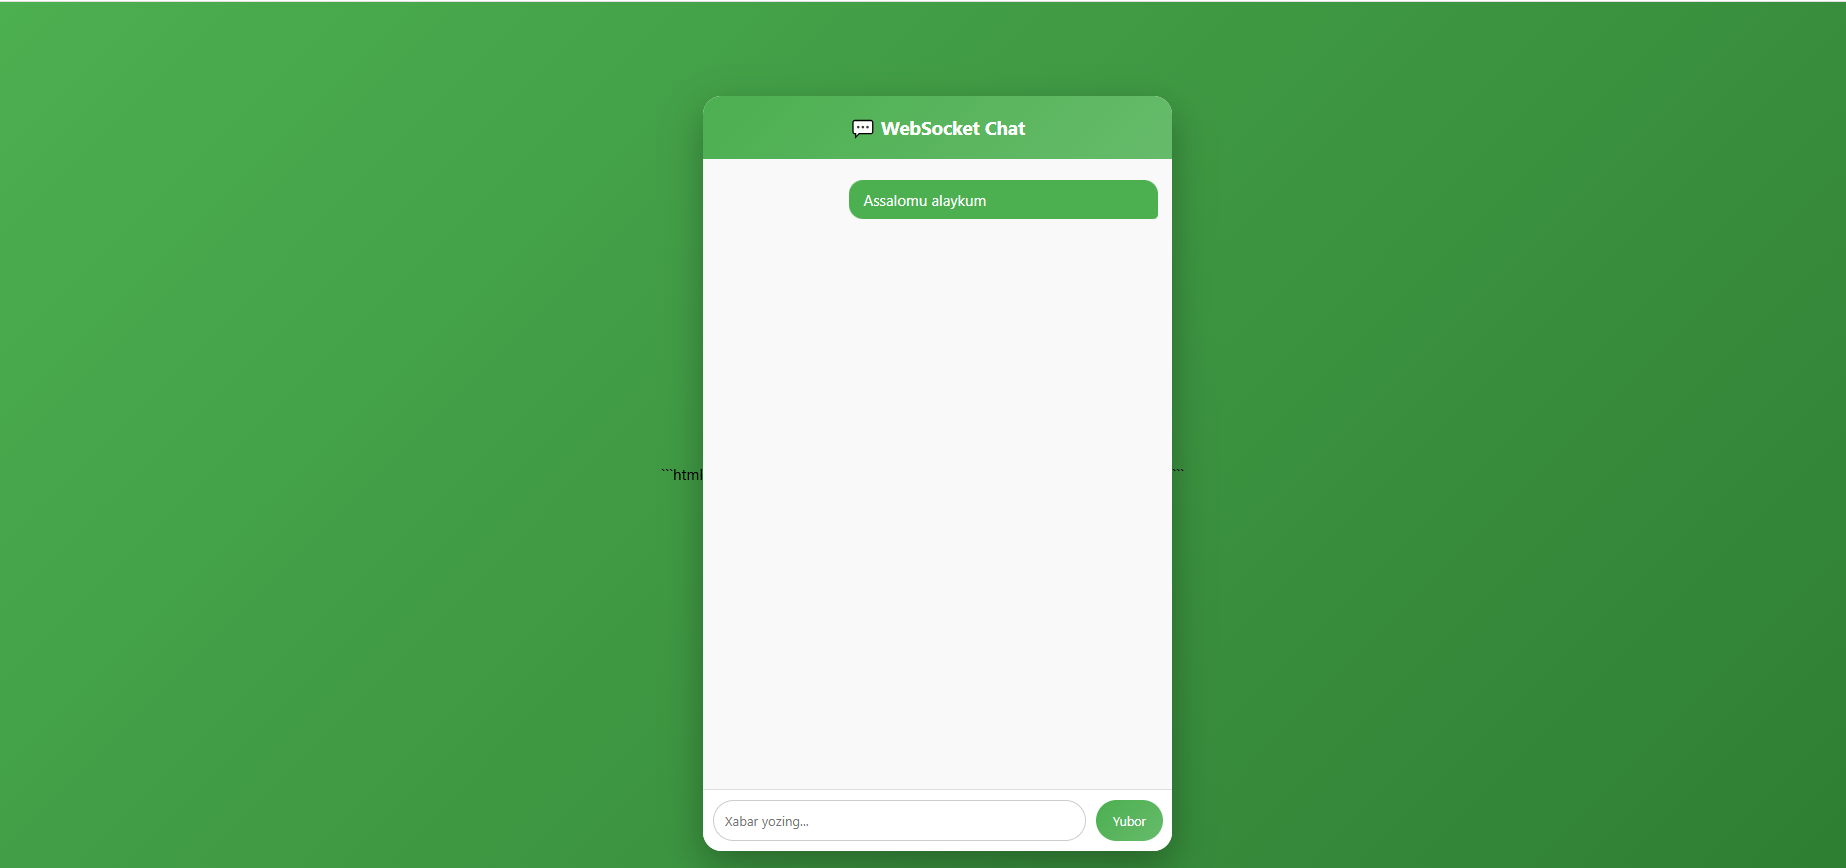 💬 WebSocket Chat
Assalomu alaykum
```html
```
Xabar yozing...
Yubor